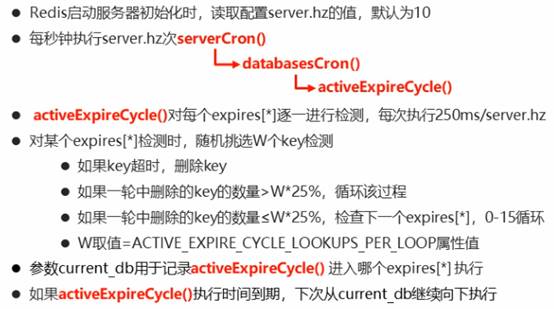 Redis启动服务器初始化时，读取配置server.hz的值，默认为10
每秒钟执行server.hz次serverCron()
databasesCron()
activeExpireCycle()
activeExpireCycle()对每个expires[*]逐一进行检测，每次执行250ms/server.hz
对某个expires[*]检测时，随机挑选W个key检测
如果key超时，删除key
如果一轮中删除的key的数量>W*25%，循环该过程
如果一轮中删除的key的数量≤W*25%，检查下一个expires[*]，0-15循环
W取值=ACTIVE_EXPIRE_CYCLE_LOOKUPS_PER_LOOP属性值
参数current_db用于记录activeExpireCycle() 进入哪个expires[*] 执行
如果activeExpireCycle()执行时间到期，下次从current_db继续向下执行